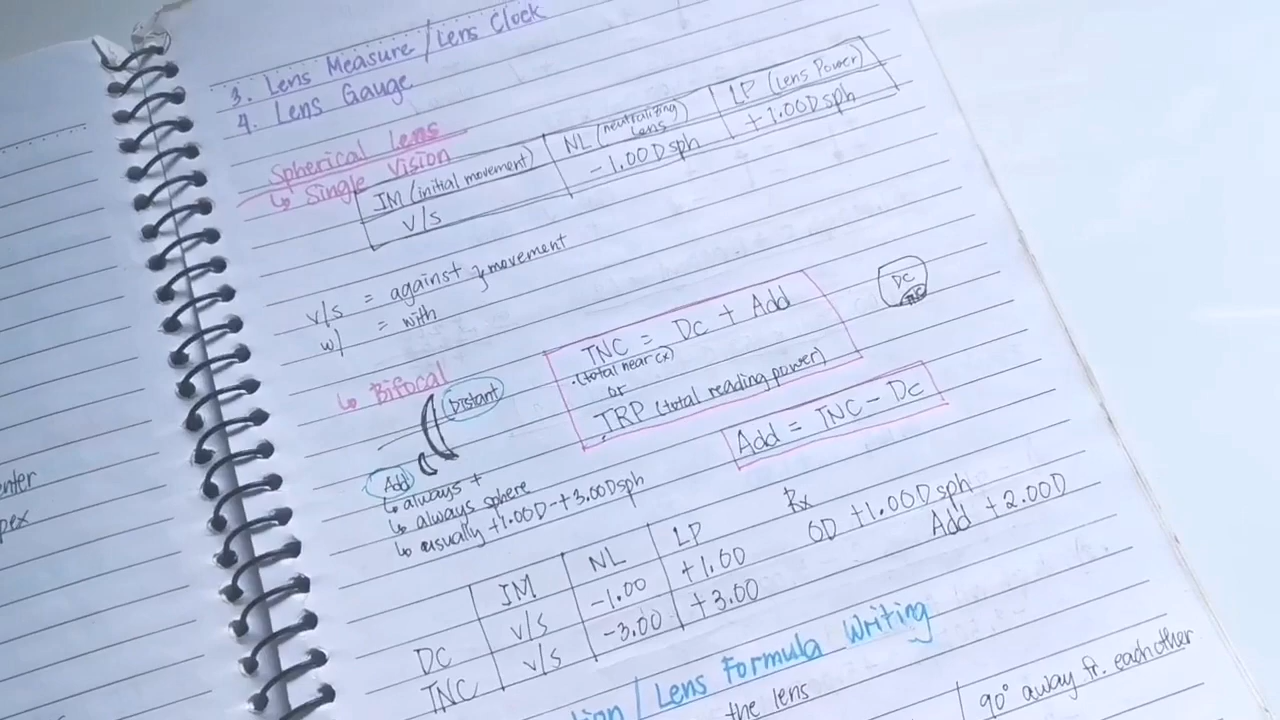 3. Lens Measure / Lens Clock
4. Lens Gauge
Spherical Lens
↳ Single Vision
IM (initial movement) NL (neutralizing Lens) LP (Lens Power)
v/s -1.00D sph +1.00D sph
v/s = against } movement
w/ = with
DC
TNC
↳ Bifocal
Distant
Add
↳ always +
↳ always sphere
↳ usually +1.00D - +3.00Dsph
TNC = DC + Add
(total near cx)
or
TRP (total reading power)
Add = TNC - DC
IM NL LP
DC v/s -1.00 +1.00
TNC v/s -3.00 +3.00
Rx
OD +1.00D sph
Add +2.00D
/ Lens Formula Writing
the lens
90° away fr. each other